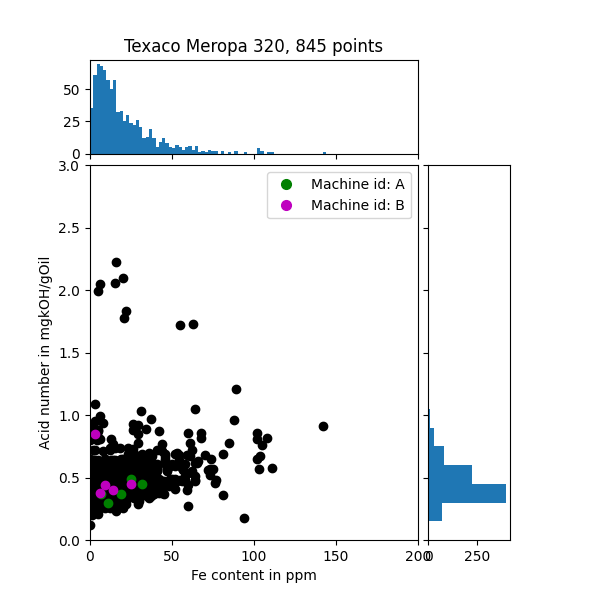 Texaco Meropa 320, 845 points
50
25
0
3.0
2.5
2.0
1.5
1.0
0.5
0.0
Acid number in mgkOH/gOil
Machine id: A
Machine id: B
0 50 100 150 200
0 250
Fe content in ppm